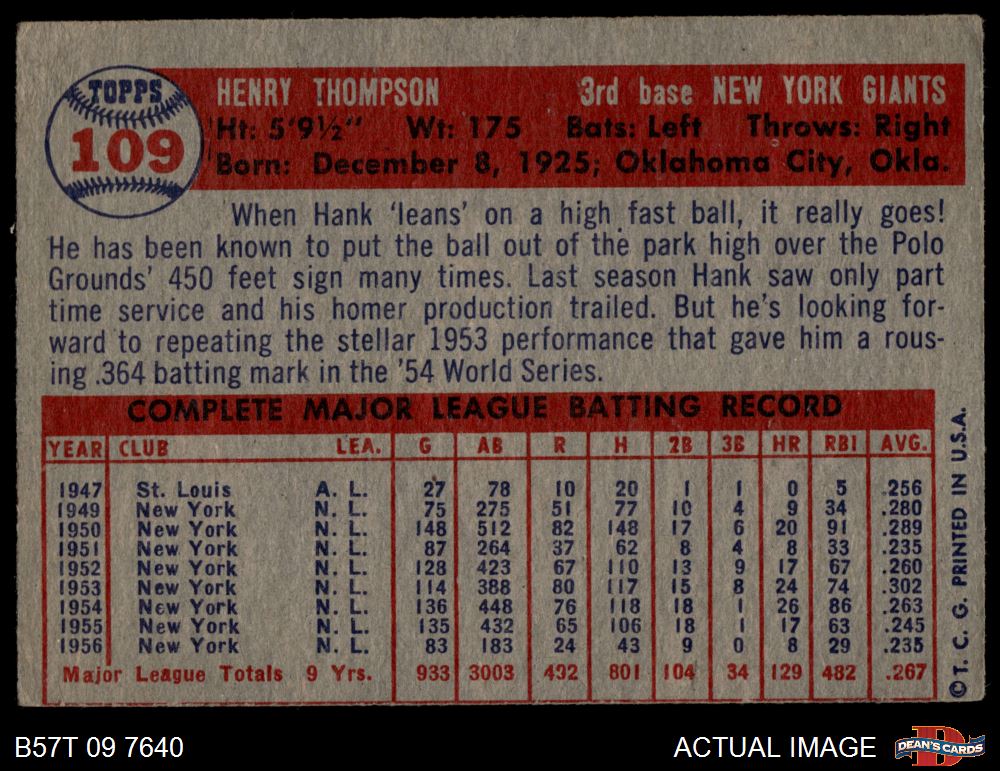 TOPPS
109
HENRY THOMPSON 3rd base NEW YORK GIANTS
Ht: 5'9½" Wt: 175 Bats: Left Throws: Right
Born: December 8, 1925; Oklahoma City, Okla.
When Hank 'leans' on a high fast ball, it really goes!
He has been known to put the ball out of the park high over the Polo
Grounds' 450 feet sign many times. Last season Hank saw only part
time service and his homer production trailed. But he's looking for-
ward to repeating the stellar 1953 performance that gave him a rous-
ing .364 batting mark in the '54 World Series.
COMPLETE MAJOR LEAGUE BATTING RECORD
YEAR CLUB LEA. G AB R H 2B 3B HR RBI AVG.
1947 St. Louis A. L. 27 78 10 20 1 1 0 5 .256
1949 New York N. L. 75 275 51 77 10 4 9 34 .280
1950 New York N. L. 148 512 82 148 17 6 20 91 .289
1951 New York N. L. 87 264 37 62 8 4 8 33 .235
1952 New York N. L. 128 423 67 110 13 9 17 67 .260
1953 New York N. L. 114 388 80 117 15 8 24 74 .302
1954 New York N. L. 136 448 76 118 18 1 26 86 .263
1955 New York N. L. 135 432 65 106 18 1 17 63 .245
1956 New York N. L. 83 183 24 43 9 0 8 29 .235
Major League Totals 9 Yrs. 933 3003 492 801 104 34 129 482 .267
©T. C. G. PRINTED IN U.S.A.
B57T 09 7640 ACTUAL IMAGE
DEAN'S CARDS